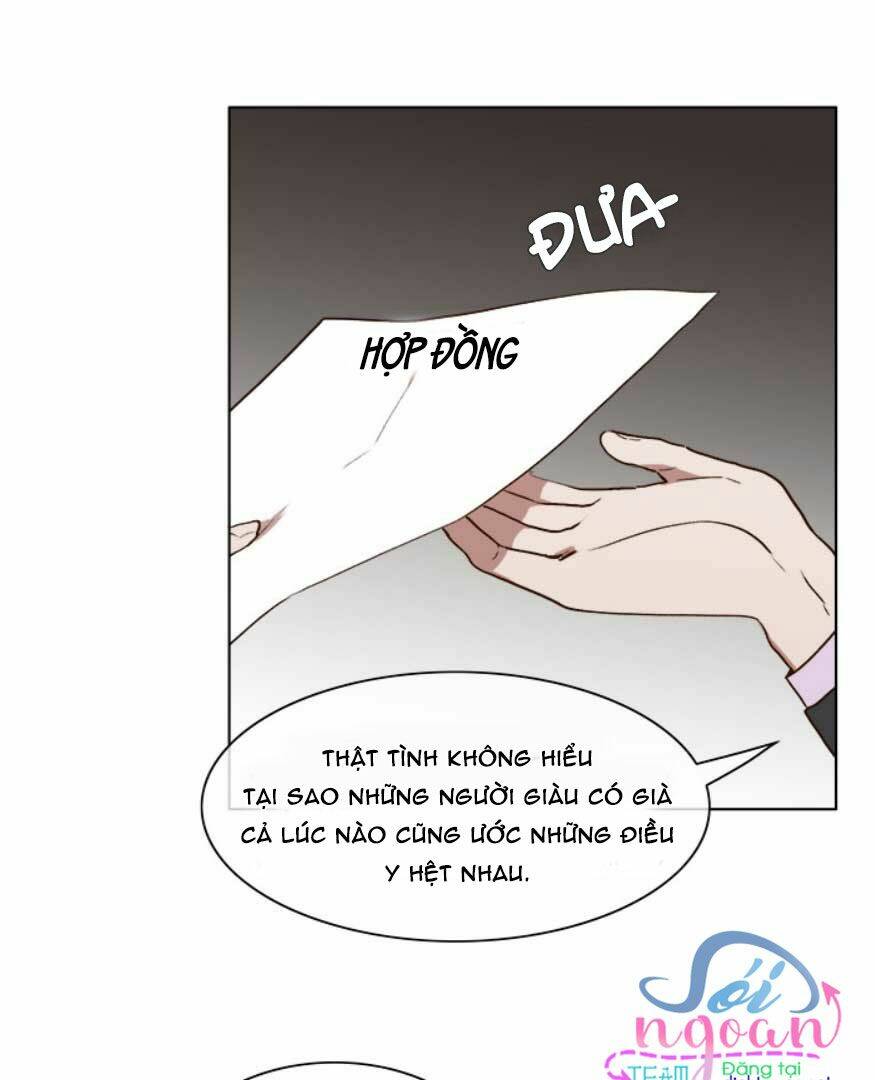 ĐƯA
HỢP ĐỒNG
THẬT TÌNH KHÔNG HIỂU
TẠI SAO NHỮNG NGƯỜI GIÀU CÓ GIÀ
CẢ LÚC NÀO CŨNG ƯỚC NHỮNG ĐIỀU
Y HỆT NHAU.
Sói
ngoan
TEAM Đăng tại